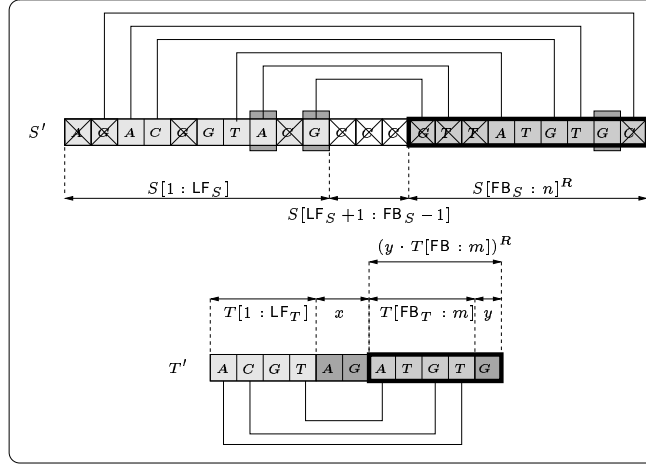 S′ A G A C G G T A C G C C C G T T A T G T G C
S[1 : LF_S] S[FB_S : n]^R
S[LF_S +1 : FB_S −1]
(y · T[FB : m])^R
T[1 : LF_T] x T[FB_T : m] y
T′ A C G T A G A T G T G